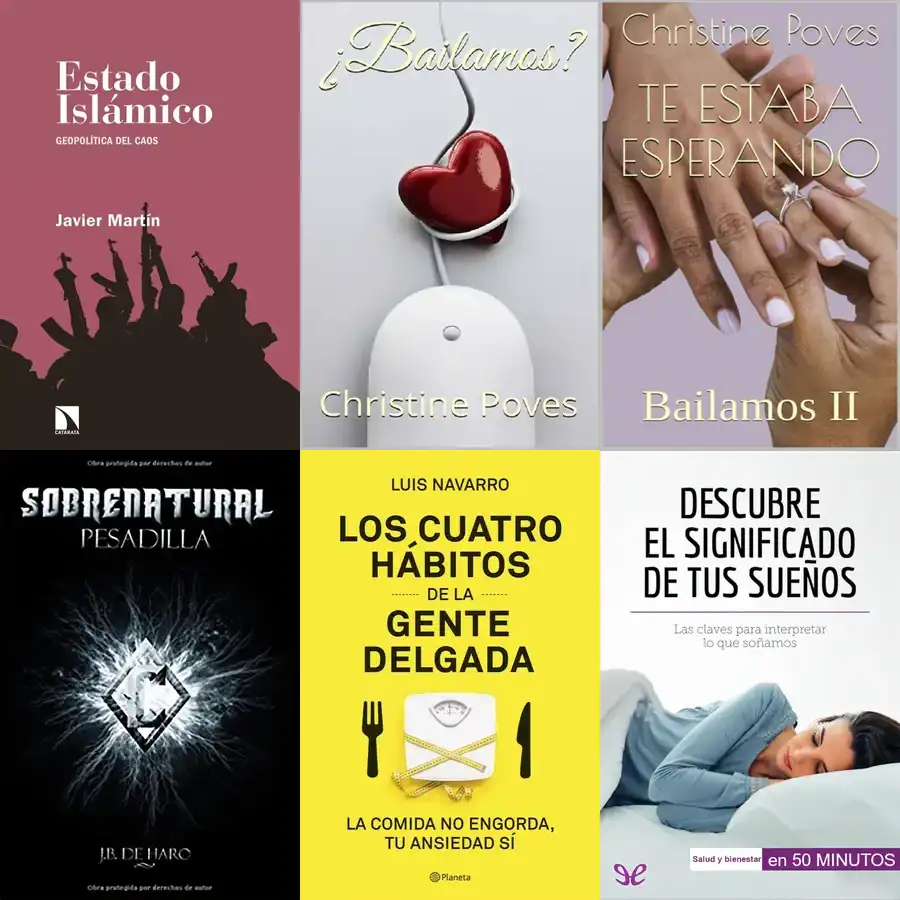 Estado
Islámico
GEOPOLÍTICA DEL CAOS
Javier Martín
CATARATA
¿Bailamos?
Christine Poves
Christine Poves
TE ESTABA
ESPERANDO
Bailamos II
Obra protegida por derechos de autor
SOBRENATURAL
PESADILLA
J.B. DE HARO
Obra protegida por derechos de autor
LUIS NAVARRO
LOS CUATRO
HÁBITOS
DE LA
GENTE
DELGADA
LA COMIDA NO ENGORDA,
TU ANSIEDAD SÍ
Planeta
DESCUBRE
EL SIGNIFICADO
DE TUS SUEÑOS
Las claves para interpretar
lo que soñamos
Salud y bienestar en 50 MINUTOS